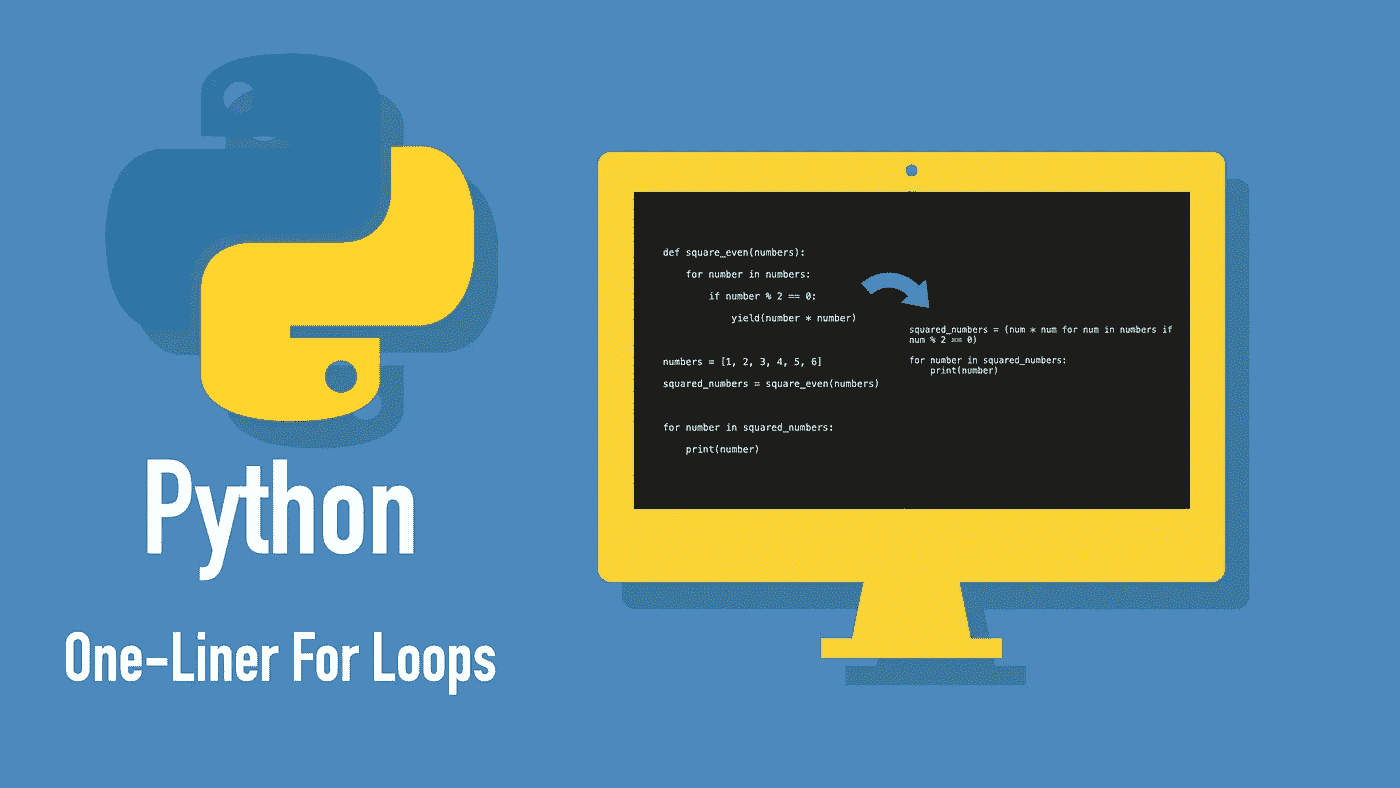 Python
One-Liner For Loops
def square_even(numbers):
    for number in numbers:
        if number % 2 == 0:
            yield(number * number)
numbers = [1, 2, 3, 4, 5, 6]
squared_numbers = square_even(numbers)
for number in squared_numbers:
    print(number)
squared_numbers = (num * num for num in numbers if
num % 2 == 0)
for number in squared_numbers:
    print(number)